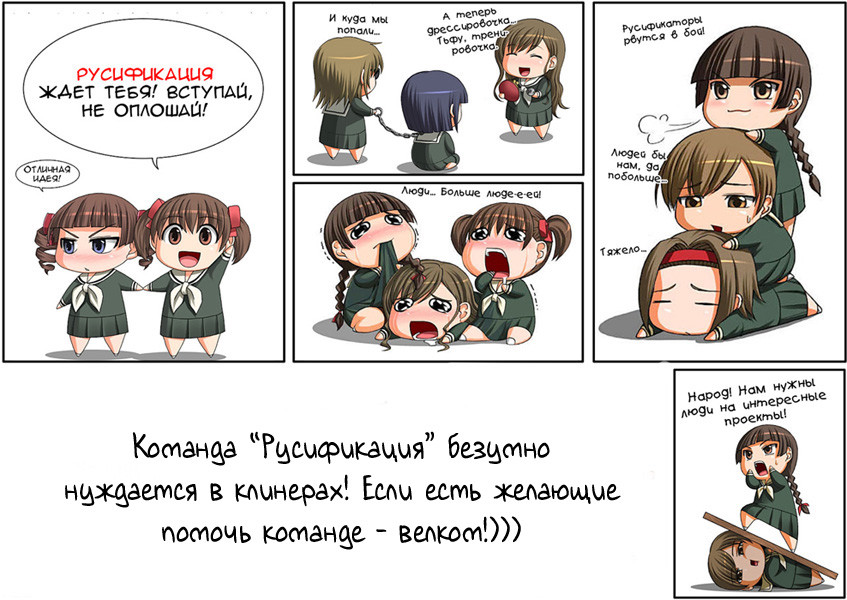 РУСИФИКАЦИЯ
ЖДЕТ ТЕБЯ! ВСТУПАЙ,
НЕ ОПЛОШАЙ!
ОТЛИЧНАЯ
ИДЕЯ!
И куда мы
попали...
А теперь
дрессировочка...
Тьфу, трени-
ровочка.
Люди... Больше люде-е-ей!
Русификаторы
рвутся в бой!
Людей бы
нам, да
побольше...
Тяжело...
Народ! Нам нужны
люди на интересные
проекты!
Команда “Русификация” безумно
нуждается в клинерах! Если есть желающие
помочь команде - велком!)))